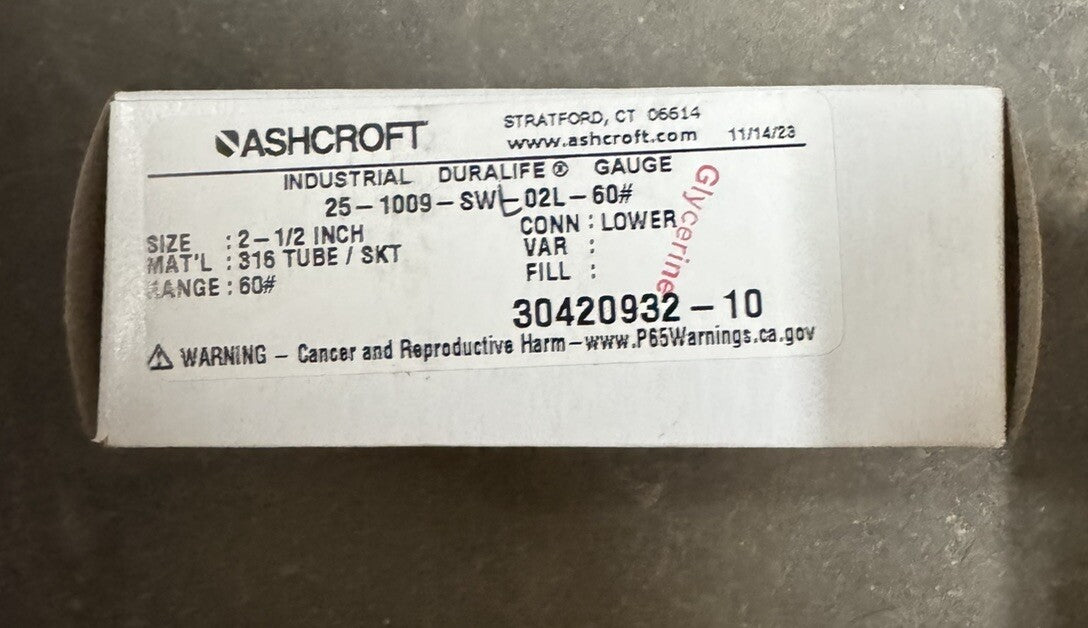 ASHCROFT
STRATFORD, CT 06614
www.ashcroft.com 11/14/23
INDUSTRIAL DURALIFE® GAUGE
25-1009-SWL02L-60#
SIZE : 2-1/2 INCH
MAT'L : 316 TUBE / SKT
RANGE : 60#
CONN : LOWER
VAR :
FILL :
Glycerine
30420932-10
⚠ WARNING - Cancer and Reproductive Harm-www.P65Warnings.ca.gov